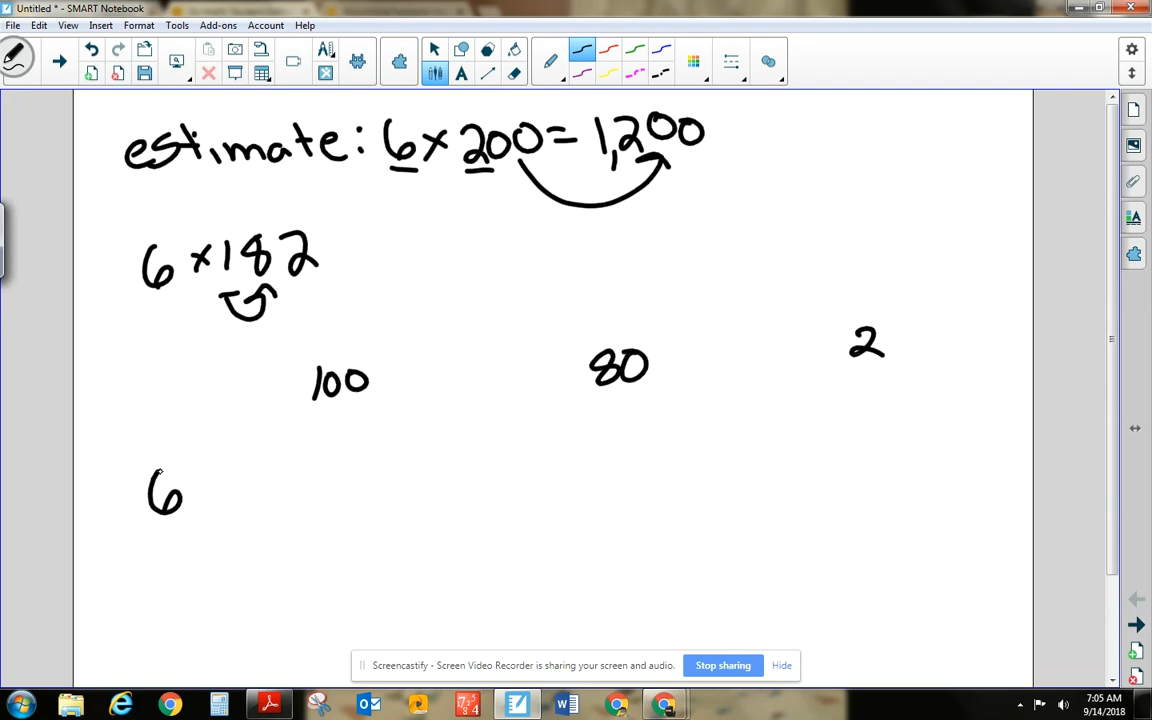 Untitled * - SMART Notebook
File Edit View Insert Format Tools Add-ons Account Help
estimate: 6 × 200 = 1,200
6 × 182
100 80 2
6
Screencastify - Screen Video Recorder is sharing your screen and audio. Stop sharing Hide
7:05 AM
9/14/2018